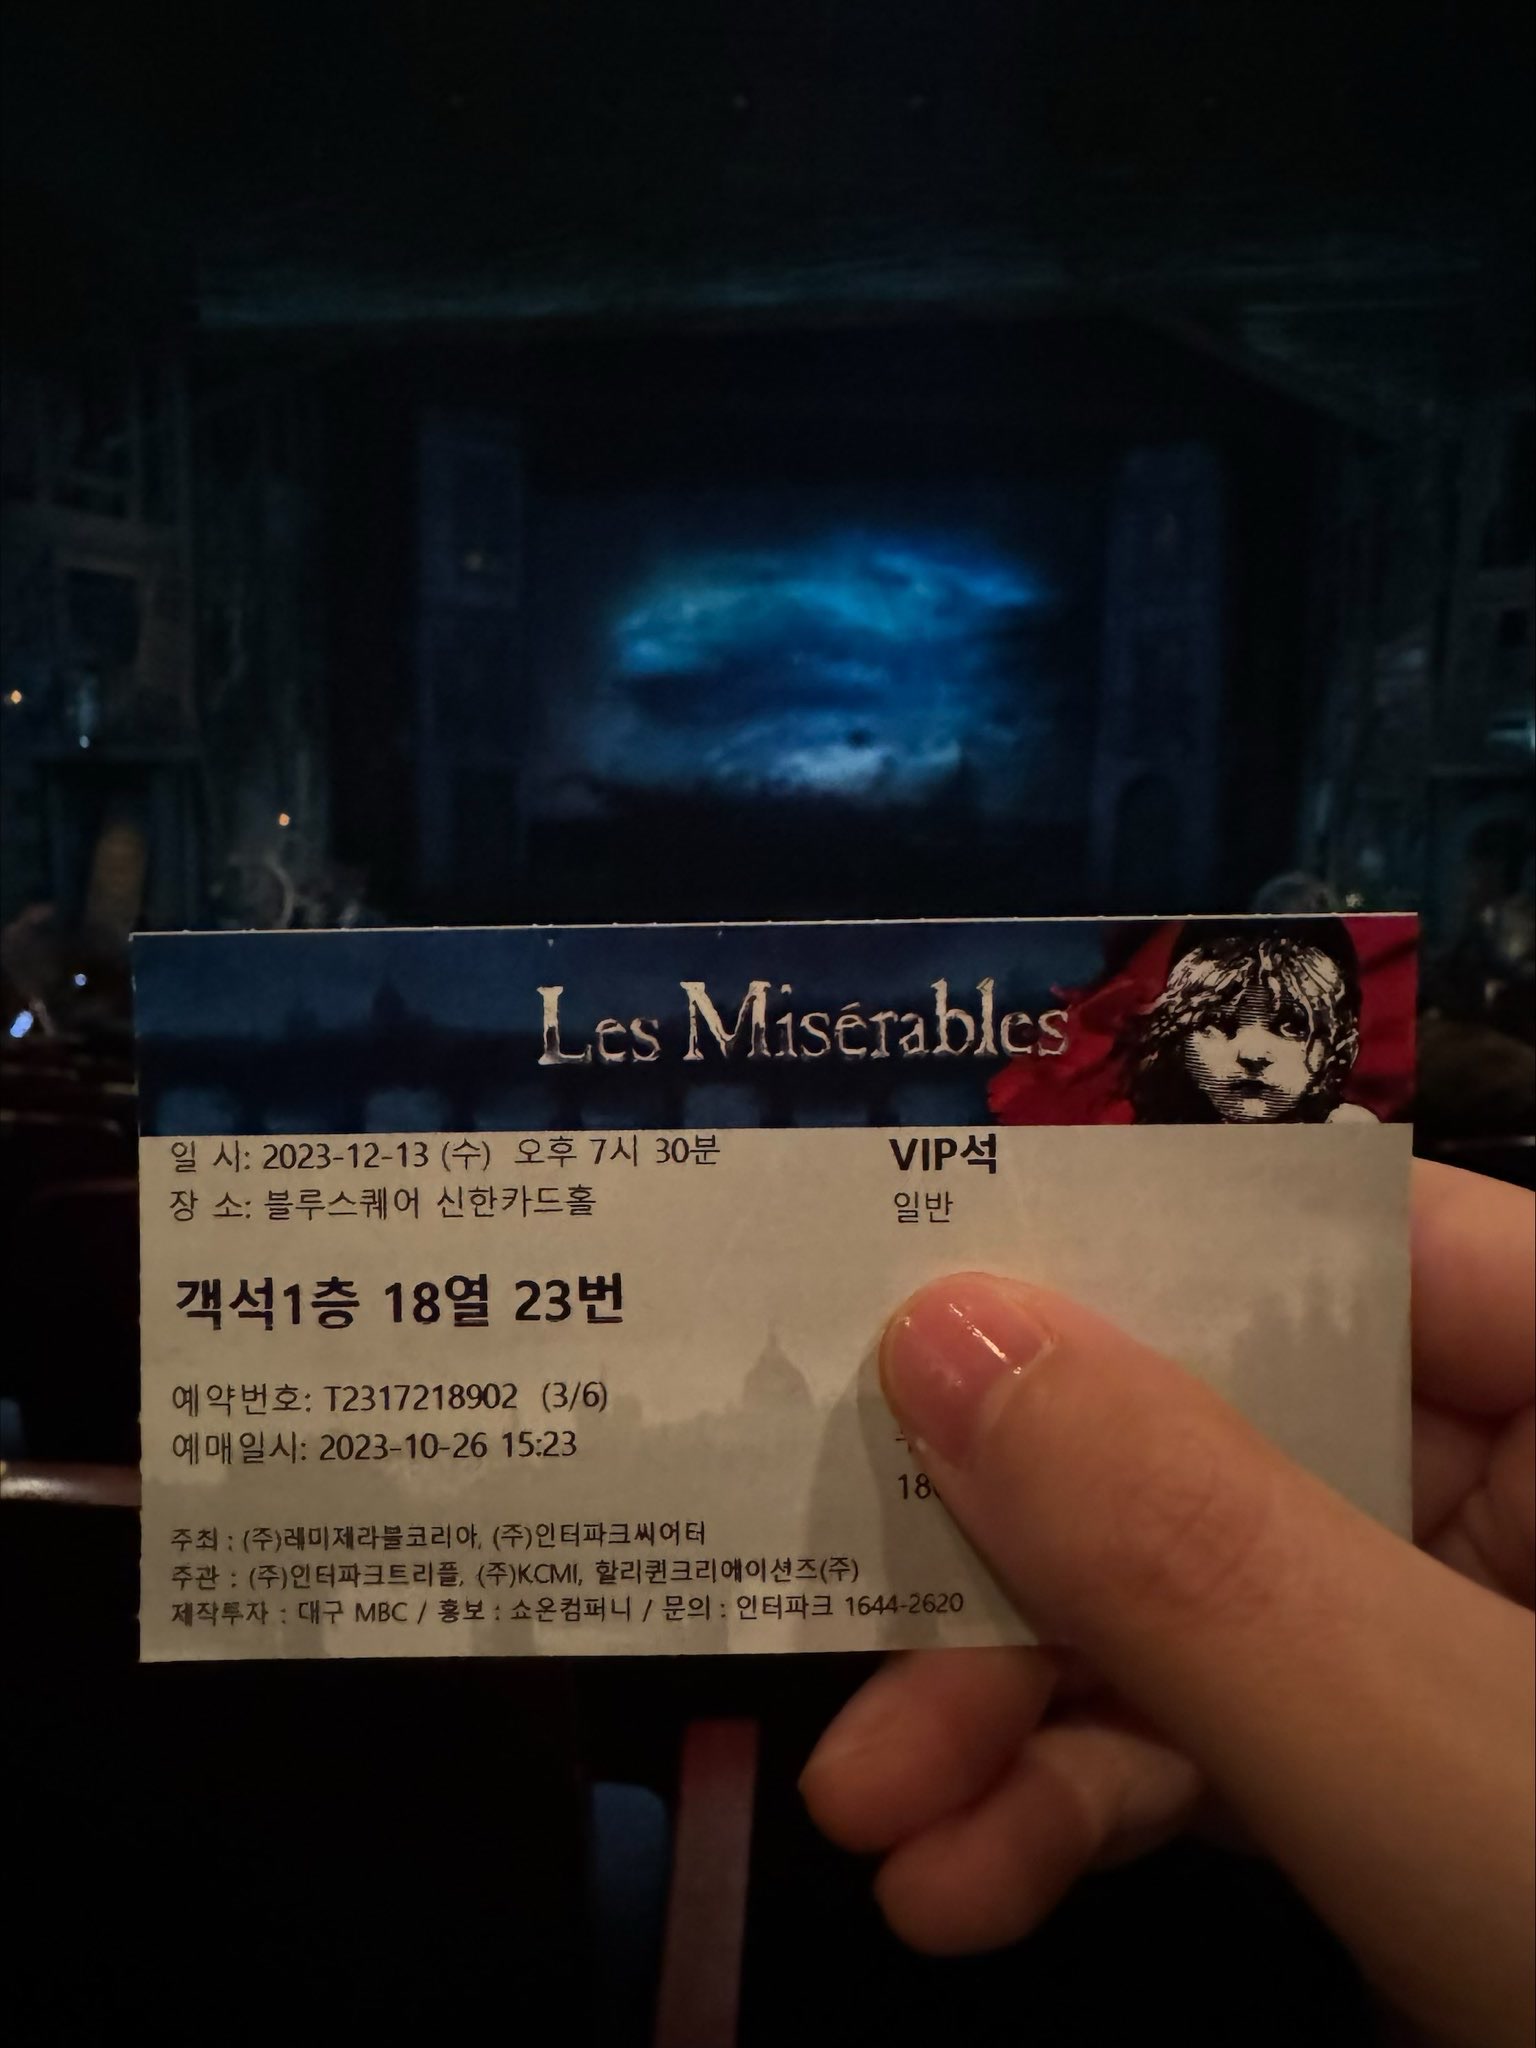 Les Misérables
일 시: 2023-12-13 (수) 오후 7시 30분
장 소: 블루스퀘어 신한카드홀
VIP석
일반
객석1층 18열 23번
예약번호: T2317218902 (3/6)
예매일시: 2023-10-26 15:23
주최 : (주)레미제라블코리아, (주)인터파크씨어터
주관 : (주)인터파크트리플, (주)KCMI, 할리퀸크리에이션즈(주)
제작투자 : 대구 MBC / 홍보 : 쇼온컴퍼니 / 문의 : 인터파크 1644-2620